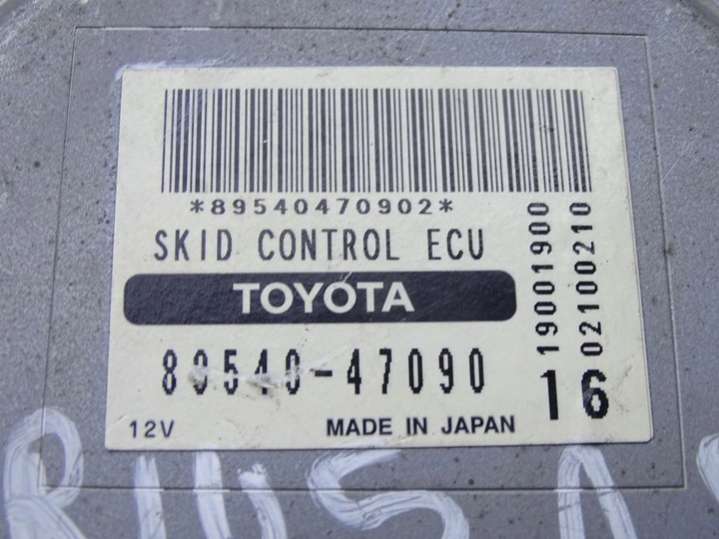 *89540470902*
SKID CONTROL ECU
TOYOTA
89540-47090
12V
MADE IN JAPAN
19001900
02100210
16